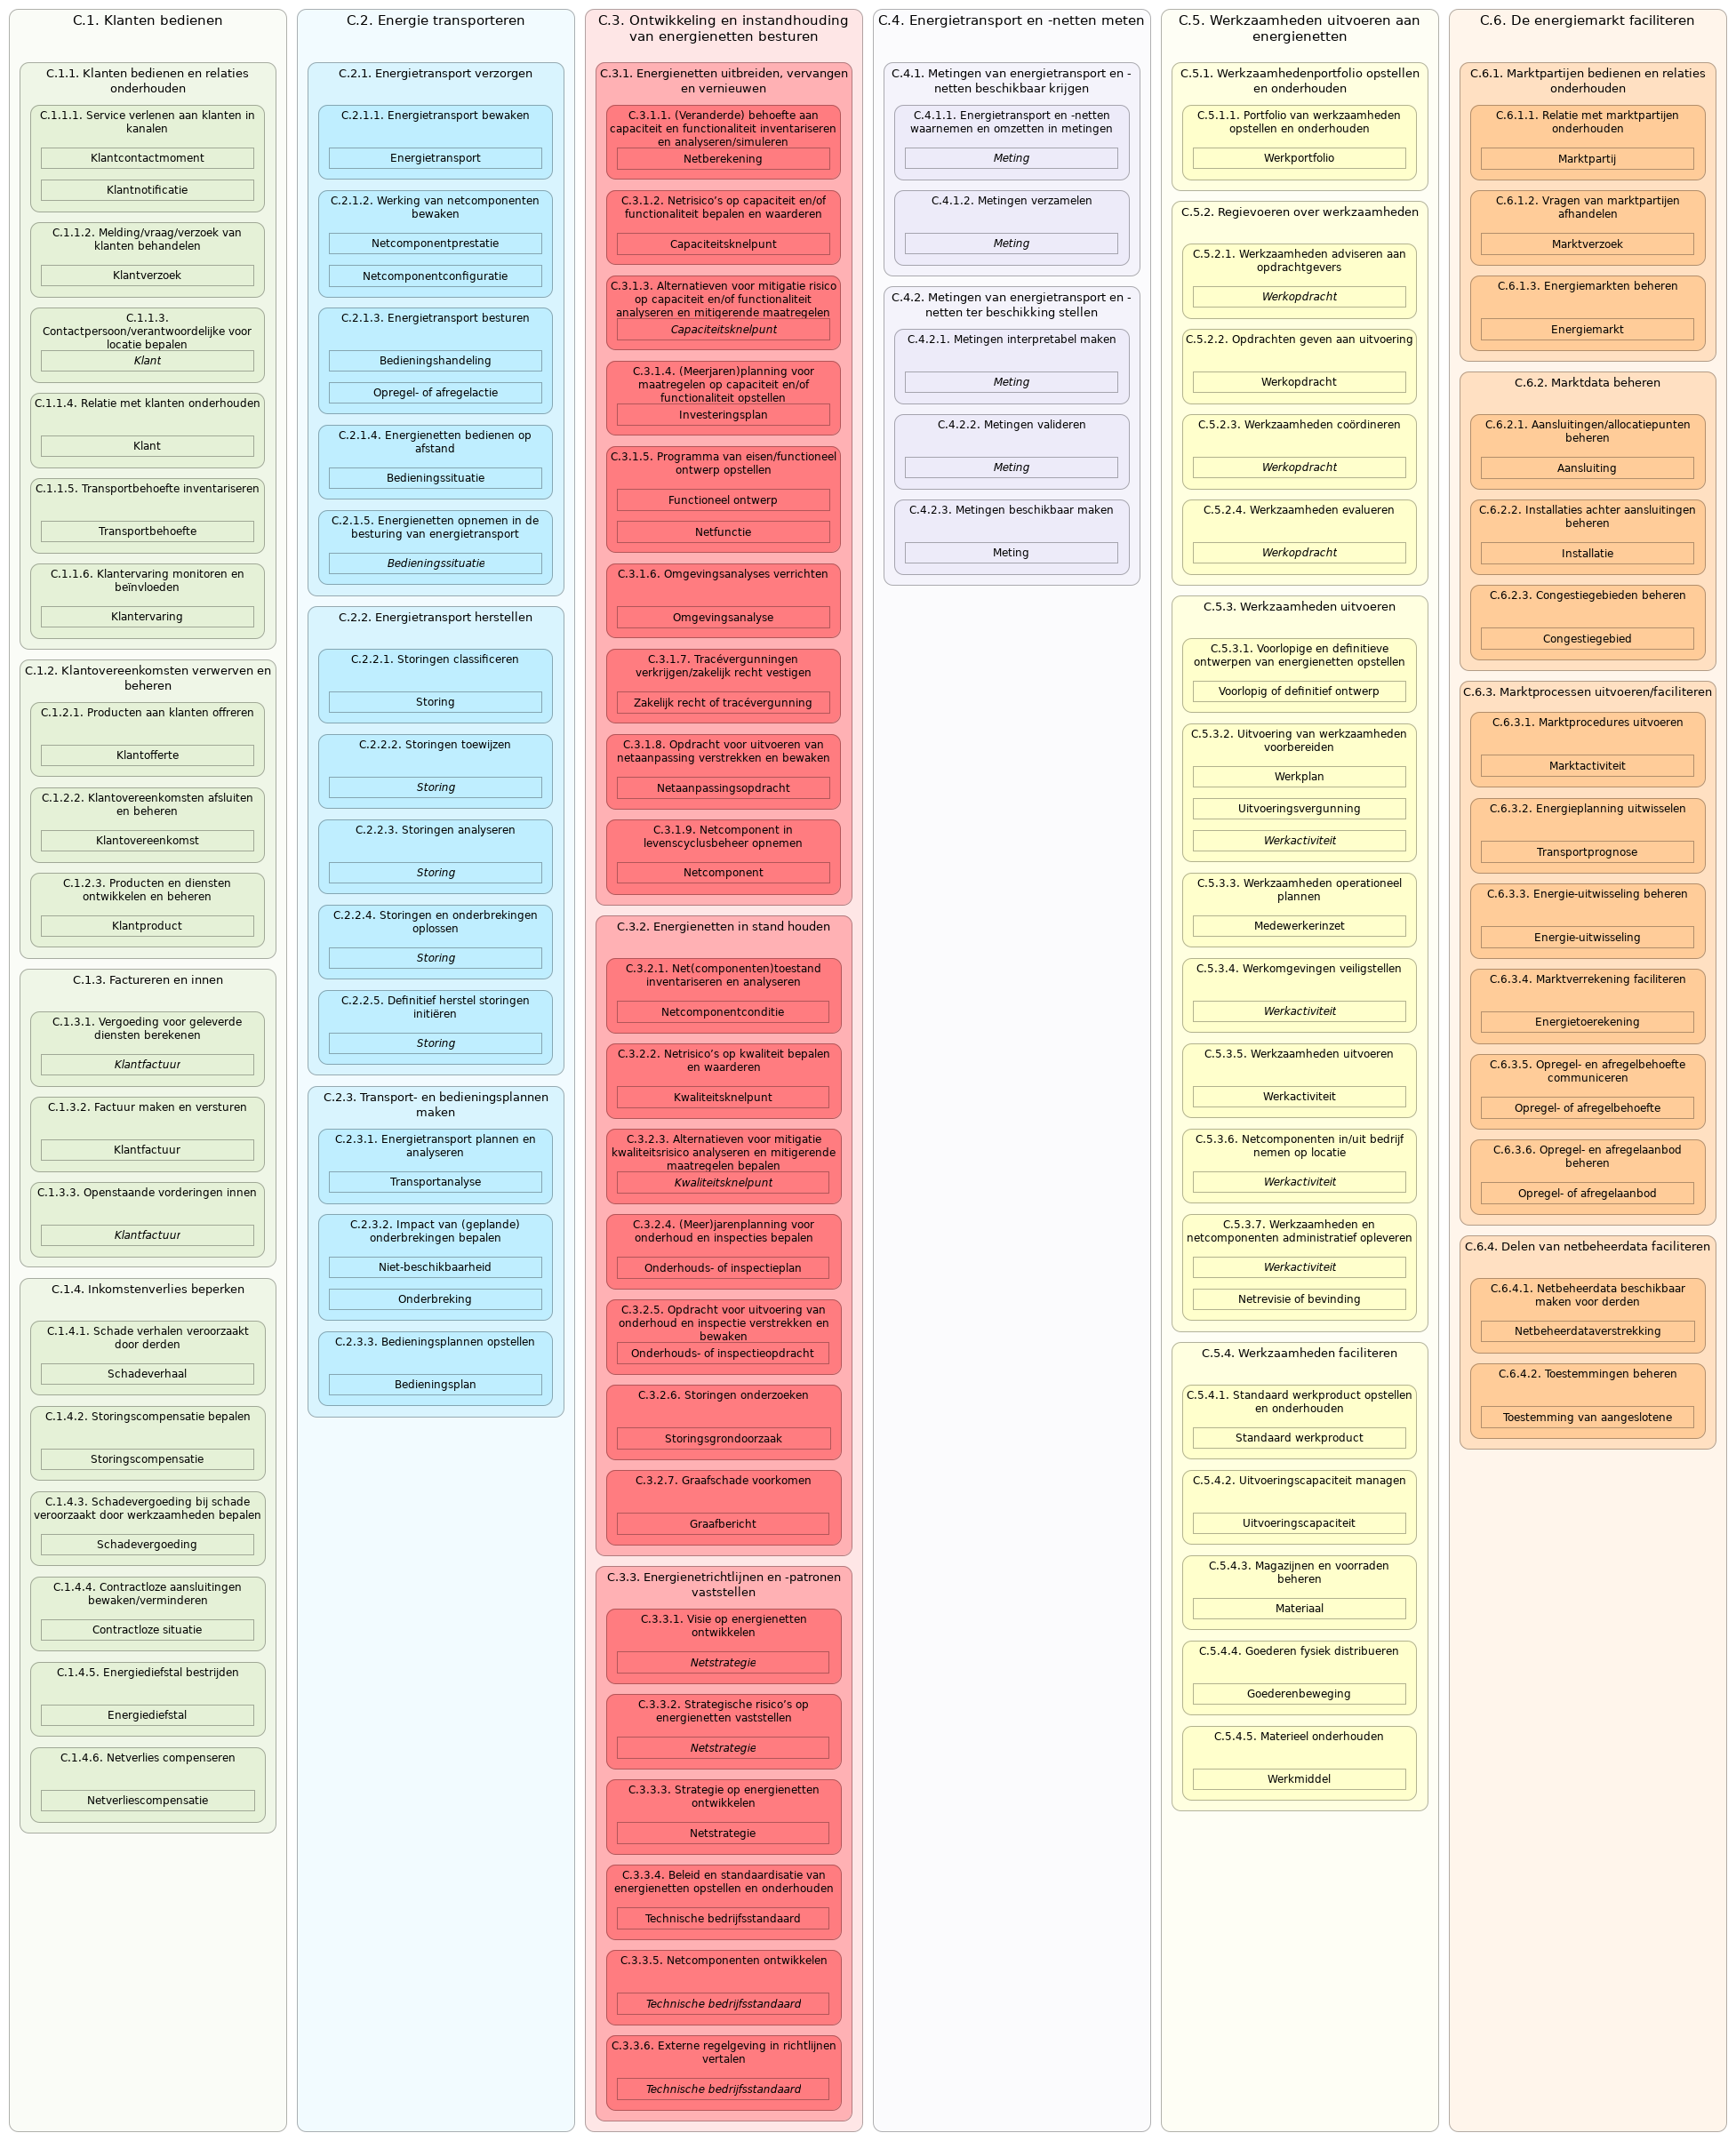 C.1. Klanten bedienen
C.1.1. Klanten bedienen en relaties
onderhouden
C.1.1.1. Service verlenen aan klanten in
kanalen
Klantcontactmoment
Klantnotificatie
C.1.1.2. Melding/vraag/verzoek van
klanten behandelen
Klantverzoek
C.1.1.3.
Contactpersoon/verantwoordelijke voor
locatie bepalen
Klant
C.1.1.4. Relatie met klanten onderhouden
Klant
C.1.1.5. Transportbehoefte inventariseren
Transportbehoefte
C.1.1.6. Klantervaring monitoren en
beïnvloeden
Klantervaring
C.1.2. Klantovereenkomsten verwerven en
beheren
C.1.2.1. Producten aan klanten offreren
Klantofferte
C.1.2.2. Klantovereenkomsten afsluiten
en beheren
Klantovereenkomst
C.1.2.3. Producten en diensten
ontwikkelen en beheren
Klantproduct
C.1.3. Factureren en innen
C.1.3.1. Vergoeding voor geleverde
diensten berekenen
Klantfactuur
C.1.3.2. Factuur maken en versturen
Klantfactuur
C.1.3.3. Openstaande vorderingen innen
Klantfactuur
C.1.4. Inkomstenverlies beperken
C.1.4.1. Schade verhalen veroorzaakt
door derden
Schadeverhaal
C.1.4.2. Storingscompensatie bepalen
Storingscompensatie
C.1.4.3. Schadevergoeding bij schade
veroorzaakt door werkzaamheden bepalen
Schadevergoeding
C.1.4.4. Contractloze aansluitingen
bewaken/verminderen
Contractloze situatie
C.1.4.5. Energiediefstal bestrijden
Energiediefstal
C.1.4.6. Netverlies compenseren
Netverliescompensatie
C.2. Energie transporteren
C.2.1. Energietransport verzorgen
C.2.1.1. Energietransport bewaken
Energietransport
C.2.1.2. Werking van netcomponenten
bewaken
Netcomponentprestatie
Netcomponentconfiguratie
C.2.1.3. Energietransport besturen
Bedieningshandeling
Opregel- of afregelactie
C.2.1.4. Energienetten bedienen op
afstand
Bedieningssituatie
C.2.1.5. Energienetten opnemen in de
besturing van energietransport
Bedieningssituatie
C.2.2. Energietransport herstellen
C.2.2.1. Storingen classificeren
Storing
C.2.2.2. Storingen toewijzen
Storing
C.2.2.3. Storingen analyseren
Storing
C.2.2.4. Storingen en onderbrekingen
oplossen
Storing
C.2.2.5. Definitief herstel storingen
initiëren
Storing
C.2.3. Transport- en bedieningsplannen
maken
C.2.3.1. Energietransport plannen en
analyseren
Transportanalyse
C.2.3.2. Impact van (geplande)
onderbrekingen bepalen
Niet-beschikbaarheid
Onderbreking
C.2.3.3. Bedieningsplannen opstellen
Bedieningsplan
C.3. Ontwikkeling en instandhouding
van energienetten besturen
C.3.1. Energienetten uitbreiden, vervangen
en vernieuwen
C.3.1.1. (Veranderde) behoefte aan
capaciteit en functionaliteit inventariseren
en analyseren/simuleren
Netberekening
C.3.1.2. Netrisico’s op capaciteit en/of
functionaliteit bepalen en waarderen
Capaciteitsknelpunt
C.3.1.3. Alternatieven voor mitigatie risico
op capaciteit en/of functionaliteit
analyseren en mitigerende maatregelen
Capaciteitsknelpunt
C.3.1.4. (Meerjaren)planning voor
maatregelen op capaciteit en/of
functionaliteit opstellen
Investeringsplan
C.3.1.5. Programma van eisen/functioneel
ontwerp opstellen
Functioneel ontwerp
Netfunctie
C.3.1.6. Omgevingsanalyses verrichten
Omgevingsanalyse
C.3.1.7. Tracévergunningen
verkrijgen/zakelijk recht vestigen
Zakelijk recht of tracévergunning
C.3.1.8. Opdracht voor uitvoeren van
netaanpassing verstrekken en bewaken
Netaanpassingsopdracht
C.3.1.9. Netcomponent in
levenscyclusbeheer opnemen
Netcomponent
C.3.2. Energienetten in stand houden
C.3.2.1. Net(componenten)toestand
inventariseren en analyseren
Netcomponentconditie
C.3.2.2. Netrisico’s op kwaliteit bepalen
en waarderen
Kwaliteitsknelpunt
C.3.2.3. Alternatieven voor mitigatie
kwaliteitsrisico analyseren en mitigerende
maatregelen bepalen
Kwaliteitsknelpunt
C.3.2.4. (Meer)jarenplanning voor
onderhoud en inspecties bepalen
Onderhouds- of inspectieplan
C.3.2.5. Opdracht voor uitvoering van
onderhoud en inspectie verstrekken en
bewaken
Onderhouds- of inspectieopdracht
C.3.2.6. Storingen onderzoeken
Storingsgrondoorzaak
C.3.2.7. Graafschade voorkomen
Graafbericht
C.3.3. Energienetrichtlijnen en -patronen
vaststellen
C.3.3.1. Visie op energienetten
ontwikkelen
Netstrategie
C.3.3.2. Strategische risico’s op
energienetten vaststellen
Netstrategie
C.3.3.3. Strategie op energienetten
ontwikkelen
Netstrategie
C.3.3.4. Beleid en standaardisatie van
energienetten opstellen en onderhouden
Technische bedrijfsstandaard
C.3.3.5. Netcomponenten ontwikkelen
Technische bedrijfsstandaard
C.3.3.6. Externe regelgeving in richtlijnen
vertalen
Technische bedrijfsstandaard
C.4. Energietransport en -netten meten
C.4.1. Metingen van energietransport en -
netten beschikbaar krijgen
C.4.1.1. Energietransport en -netten
waarnemen en omzetten in metingen
Meting
C.4.1.2. Metingen verzamelen
Meting
C.4.2. Metingen van energietransport en -
netten ter beschikking stellen
C.4.2.1. Metingen interpretabel maken
Meting
C.4.2.2. Metingen valideren
Meting
C.4.2.3. Metingen beschikbaar maken
Meting
C.5. Werkzaamheden uitvoeren aan
energienetten
C.5.1. Werkzaamhedenportfolio opstellen
en onderhouden
C.5.1.1. Portfolio van werkzaamheden
opstellen en onderhouden
Werkportfolio
C.5.2. Regievoeren over werkzaamheden
C.5.2.1. Werkzaamheden adviseren aan
opdrachtgevers
Werkopdracht
C.5.2.2. Opdrachten geven aan uitvoering
Werkopdracht
C.5.2.3. Werkzaamheden coördineren
Werkopdracht
C.5.2.4. Werkzaamheden evalueren
Werkopdracht
C.5.3. Werkzaamheden uitvoeren
C.5.3.1. Voorlopige en definitieve
ontwerpen van energienetten opstellen
Voorlopig of definitief ontwerp
C.5.3.2. Uitvoering van werkzaamheden
voorbereiden
Werkplan
Uitvoeringsvergunning
Werkactiviteit
C.5.3.3. Werkzaamheden operationeel
plannen
Medewerkerinzet
C.5.3.4. Werkomgevingen veiligstellen
Werkactiviteit
C.5.3.5. Werkzaamheden uitvoeren
Werkactiviteit
C.5.3.6. Netcomponenten in/uit bedrijf
nemen op locatie
Werkactiviteit
C.5.3.7. Werkzaamheden en
netcomponenten administratief opleveren
Werkactiviteit
Netrevisie of bevinding
C.5.4. Werkzaamheden faciliteren
C.5.4.1. Standaard werkproduct opstellen
en onderhouden
Standaard werkproduct
C.5.4.2. Uitvoeringscapaciteit managen
Uitvoeringscapaciteit
C.5.4.3. Magazijnen en voorraden
beheren
Materiaal
C.5.4.4. Goederen fysiek distribueren
Goederenbeweging
C.5.4.5. Materieel onderhouden
Werkmiddel
C.6. De energiemarkt faciliteren
C.6.1. Marktpartijen bedienen en relaties
onderhouden
C.6.1.1. Relatie met marktpartijen
onderhouden
Marktpartij
C.6.1.2. Vragen van marktpartijen
afhandelen
Marktverzoek
C.6.1.3. Energiemarkten beheren
Energiemarkt
C.6.2. Marktdata beheren
C.6.2.1. Aansluitingen/allocatiepunten
beheren
Aansluiting
C.6.2.2. Installaties achter aansluitingen
beheren
Installatie
C.6.2.3. Congestiegebieden beheren
Congestiegebied
C.6.3. Marktprocessen uitvoeren/faciliteren
C.6.3.1. Marktprocedures uitvoeren
Marktactiviteit
C.6.3.2. Energieplanning uitwisselen
Transportprognose
C.6.3.3. Energie-uitwisseling beheren
Energie-uitwisseling
C.6.3.4. Marktverrekening faciliteren
Energietoerekening
C.6.3.5. Opregel- en afregelbehoefte
communiceren
Opregel- of afregelbehoefte
C.6.3.6. Opregel- en afregelaanbod
beheren
Opregel- of afregelaanbod
C.6.4. Delen van netbeheerdata faciliteren
C.6.4.1. Netbeheerdata beschikbaar
maken voor derden
Netbeheerdataverstrekking
C.6.4.2. Toestemmingen beheren
Toestemming van aangeslotene